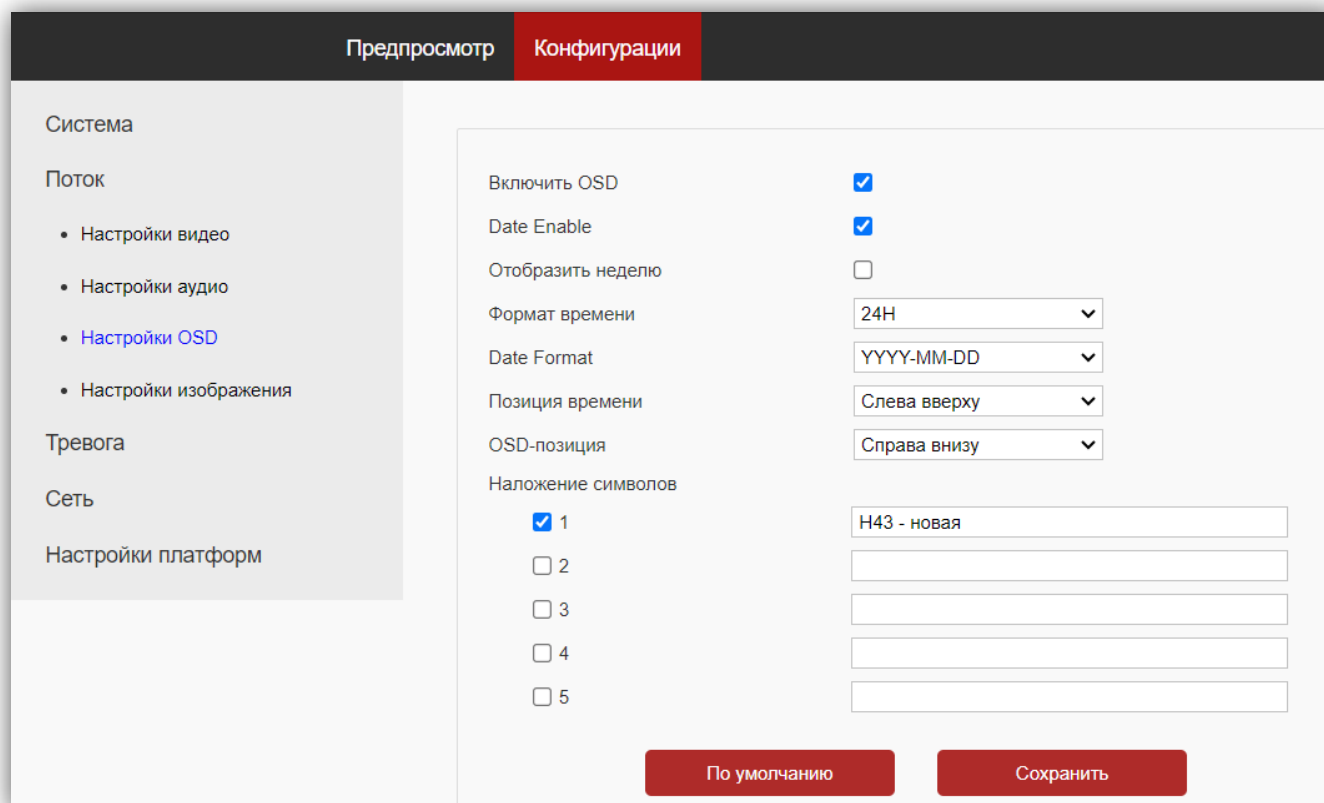 Предпросмотр Конфигурации
Система
Поток
Настройки видео
Настройки аудио
Настройки OSD
Настройки изображения
Тревога
Сеть
Настройки платформ
Включить OSD
Date Enable
Отобразить неделю
Формат времени 24H
Date Format YYYY-MM-DD
Позиция времени Слева вверху
OSD-позиция Справа внизу
Наложение символов
1 H43 - новая
2
3
4
5
По умолчанию Сохранить